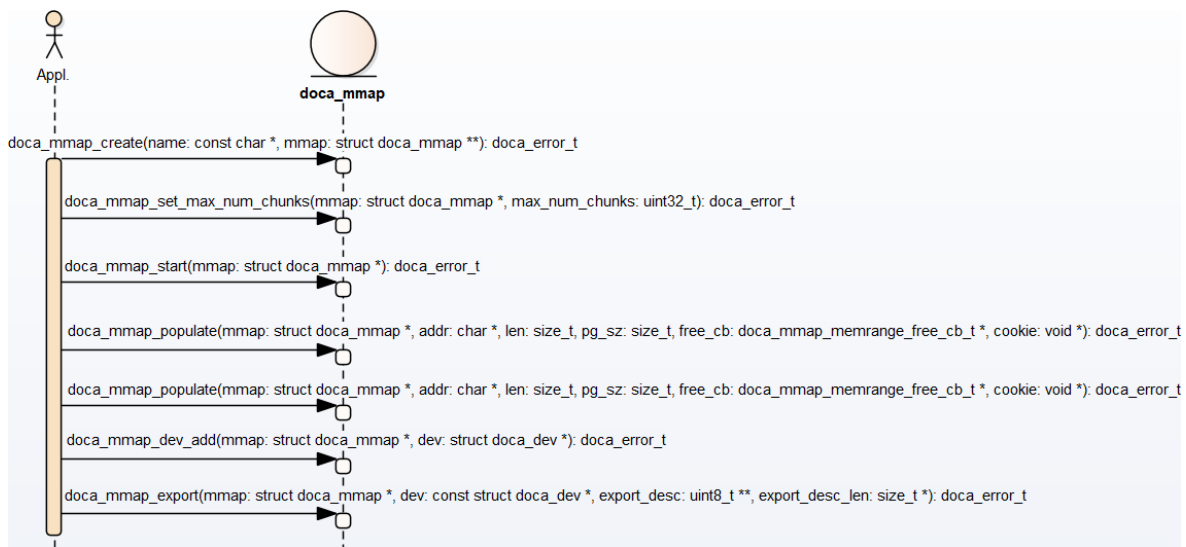 Appl.
doca_mmap
doca_mmap_create(name: const char *, mmap: struct doca_mmap **): doca_error_t
doca_mmap_set_max_num_chunks(mmap: struct doca_mmap *, max_num_chunks: uint32_t): doca_error_t
doca_mmap_start(mmap: struct doca_mmap *): doca_error_t
doca_mmap_populate(mmap: struct doca_mmap *, addr: char *, len: size_t, pg_sz: size_t, free_cb: doca_mmap_memrange_free_cb_t *, cookie: void *): doca_error_t
doca_mmap_populate(mmap: struct doca_mmap *, addr: char *, len: size_t, pg_sz: size_t, free_cb: doca_mmap_memrange_free_cb_t *, cookie: void *): doca_error_t
doca_mmap_dev_add(mmap: struct doca_mmap *, dev: struct doca_dev *): doca_error_t
doca_mmap_export(mmap: struct doca_mmap *, dev: const struct doca_dev *, export_desc: uint8_t **, export_desc_len: size_t *): doca_error_t